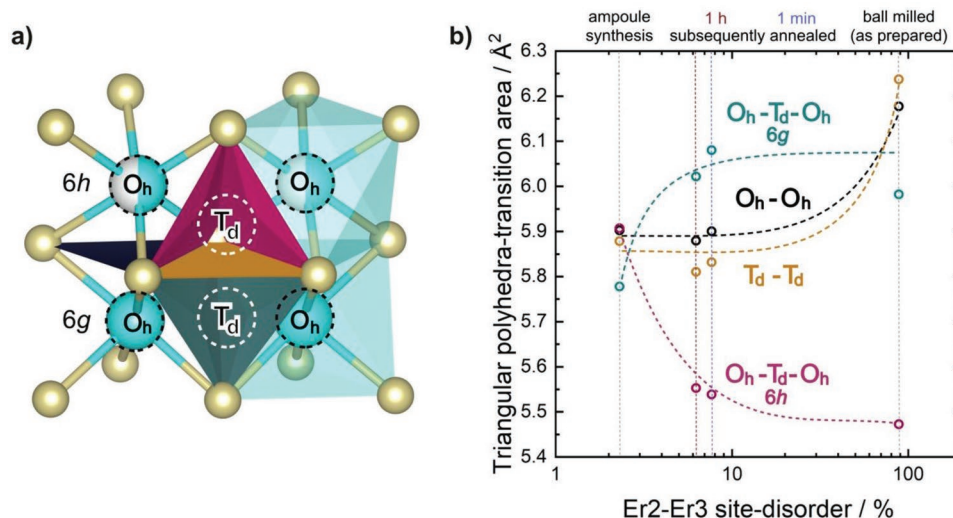 a)
6h
Oh
Oh
Td
6g
Oh
Td
Oh
b)
ampoule synthesis
1 h subsequently
1 min annealed
ball milled (as prepared)
Triangular polyhedra-transition area / Å²
6.3
6.2
6.1
6.0
5.9
5.8
5.7
5.6
5.5
5.4
Oh-Td-Oh
6g
Oh-Oh
Td-Td
Oh-Td-Oh
6h
1
10
100
Er2-Er3 site-disorder / %